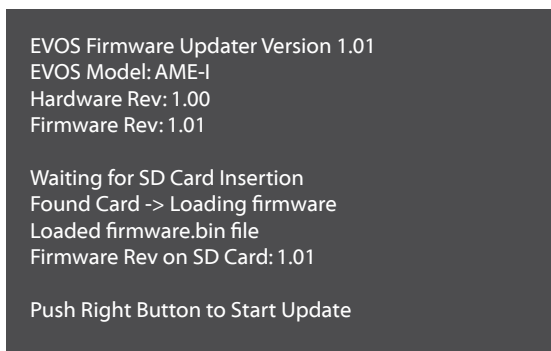 EVOS Firmware Updater Version 1.01
EVOS Model: AME-I
Hardware Rev: 1.00
Firmware Rev: 1.01
Waiting for SD Card Insertion
Found Card -> Loading firmware
Loaded firmware.bin file
Firmware Rev on SD Card: 1.01
Push Right Button to Start Update